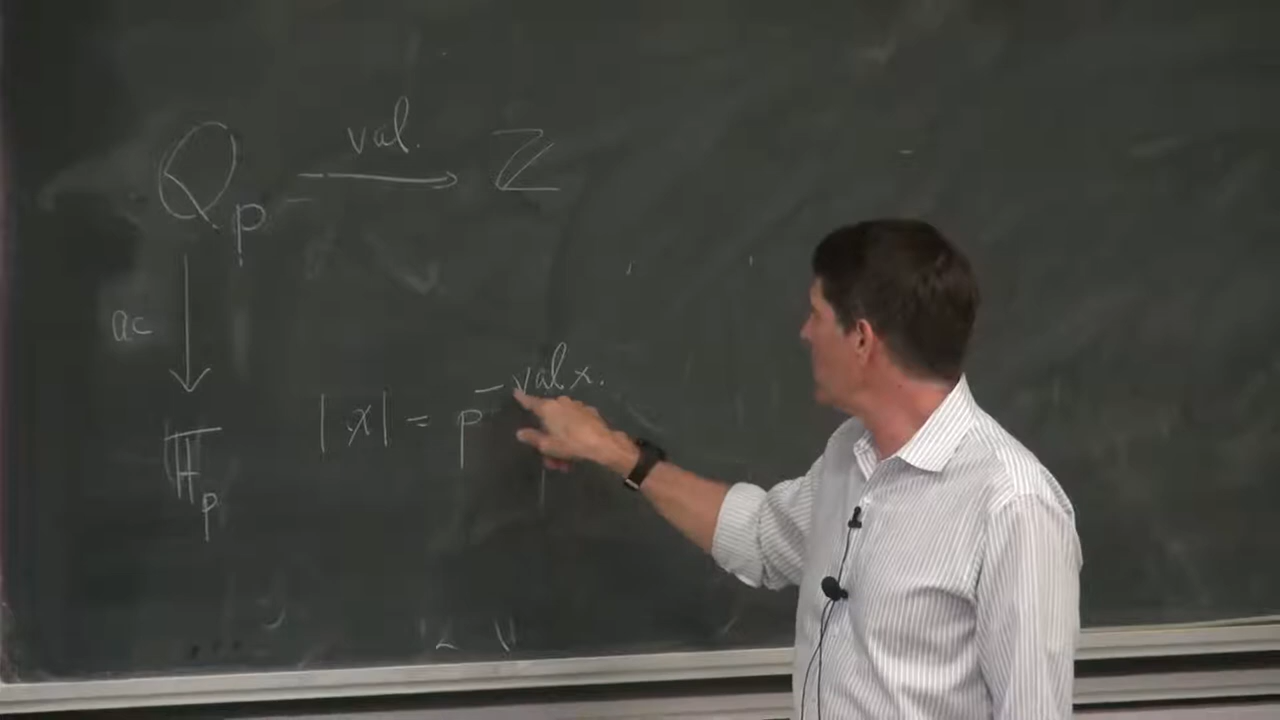 Q_p —val.→ Z
ac ↓
|x| = p^{-val x.}
F_p